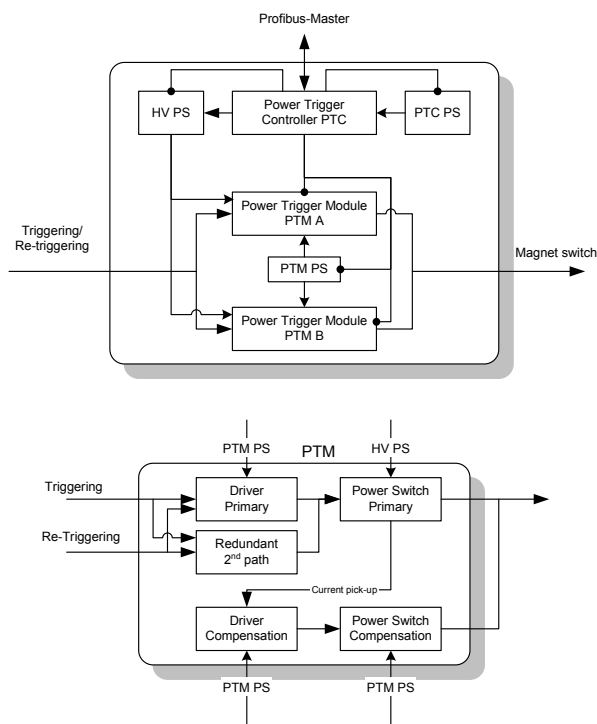 Profibus-Master
HV PS
Power Trigger
Controller PTC
PTC PS
Triggering/
Re-triggering
Power Trigger Module
PTM A
PTM PS
Magnet switch
Power Trigger Module
PTM B
PTM PS
HV PS
PTM
Triggering
Driver
Primary
Power Switch
Primary
Re-Triggering
Redundant
2nd path
Current pick-up
Driver
Compensation
Power Switch
Compensation
PTM PS
PTM PS